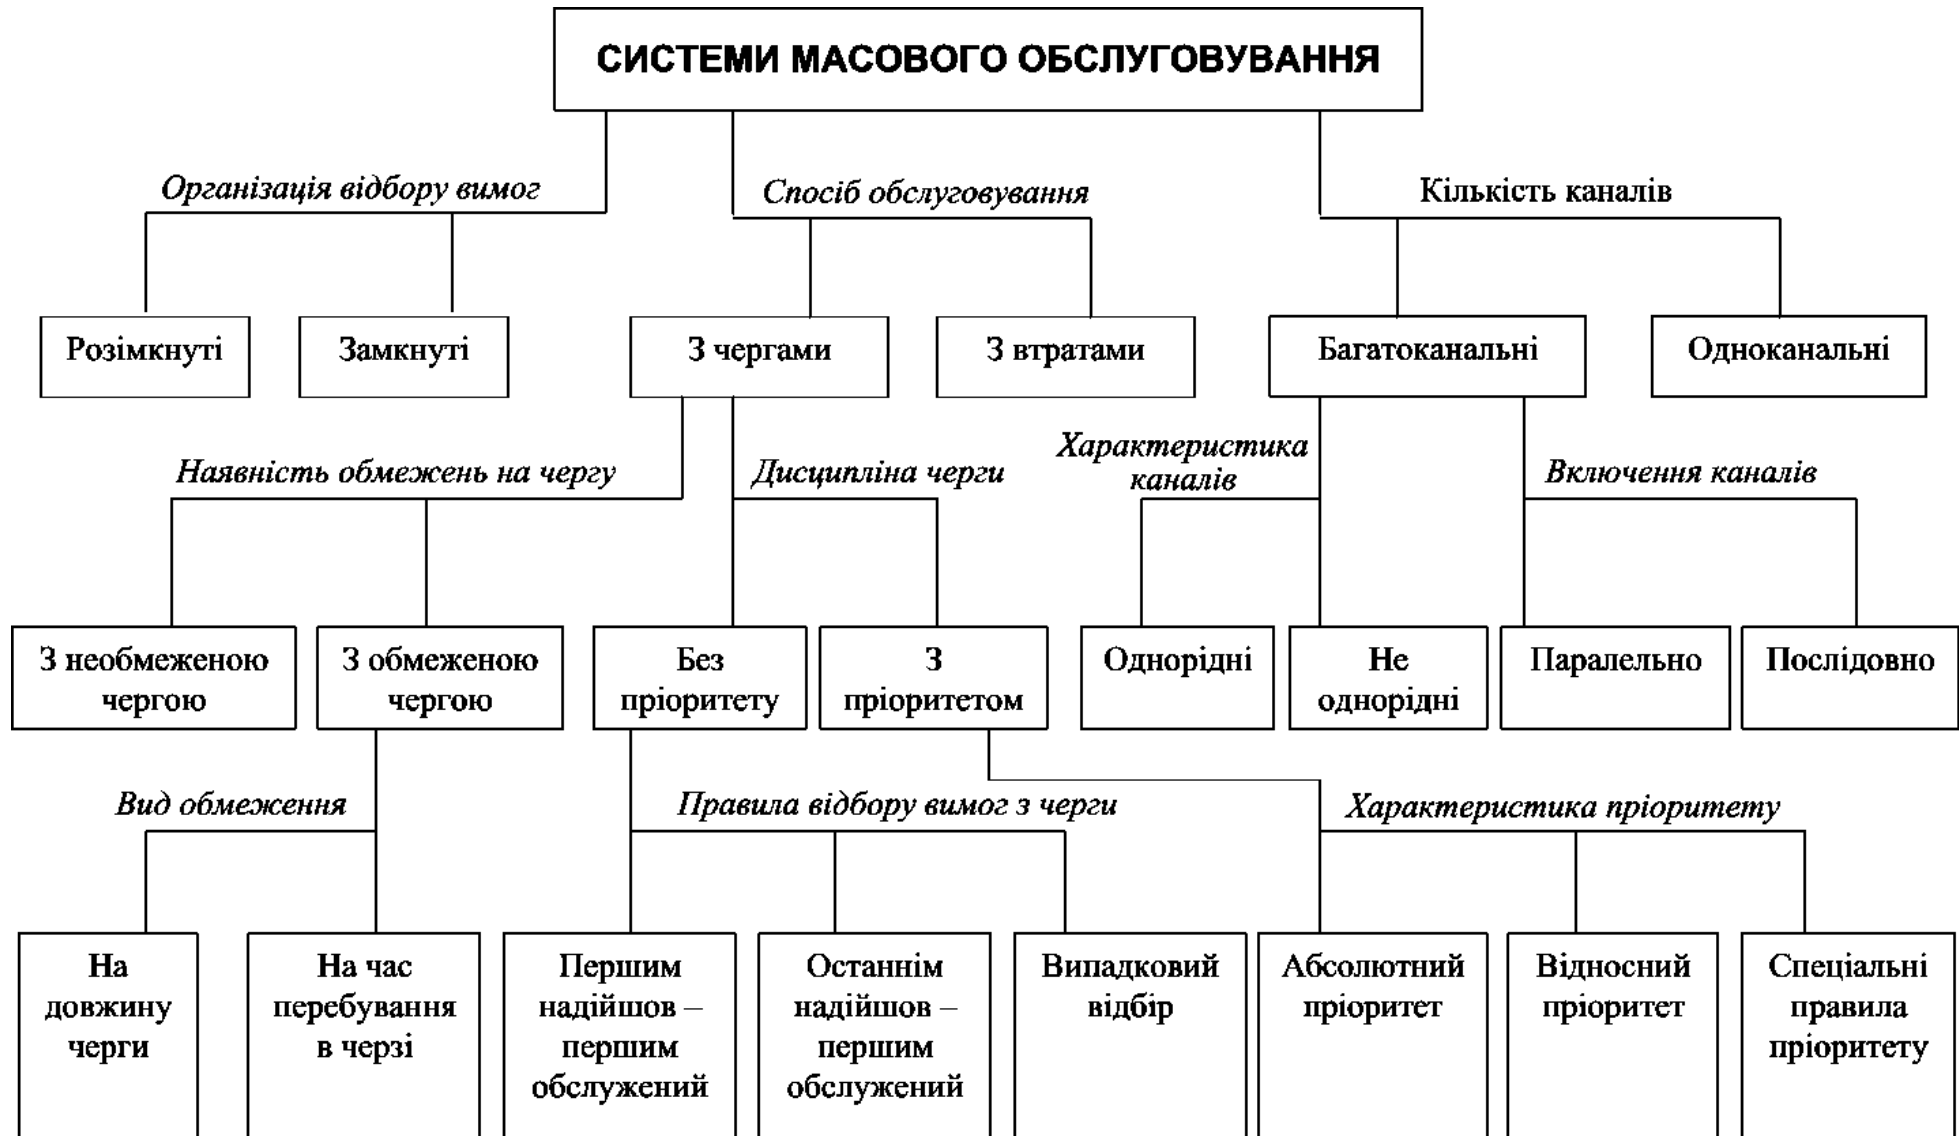 СИСТЕМИ МАСОВОГО ОБСЛУГОВУВАННЯ
Організація відбору вимог
Спосіб обслуговування
Кількість каналів
Розімкнуті
Замкнуті
З чергами
З втратами
Багатоканальні
Одноканальні
Наявність обмежень на чергу
Дисципліна черги
Характеристика
каналів
Включення каналів
З необмеженою
чергою
З обмеженою
чергою
Без
пріоритету
З
пріоритетом
Однорідні
Не
однорідні
Паралельно
Послідовно
Вид обмеження
Правила відбору вимог з черги
Характеристика пріоритету
На
довжину
черги
На час
перебування
в черзі
Першим
надійшов –
першим
обслужений
Останнім
надійшов –
першим
обслужений
Випадковий
відбір
Абсолютний
пріоритет
Відносний
пріоритет
Спеціальні
правила
пріоритету